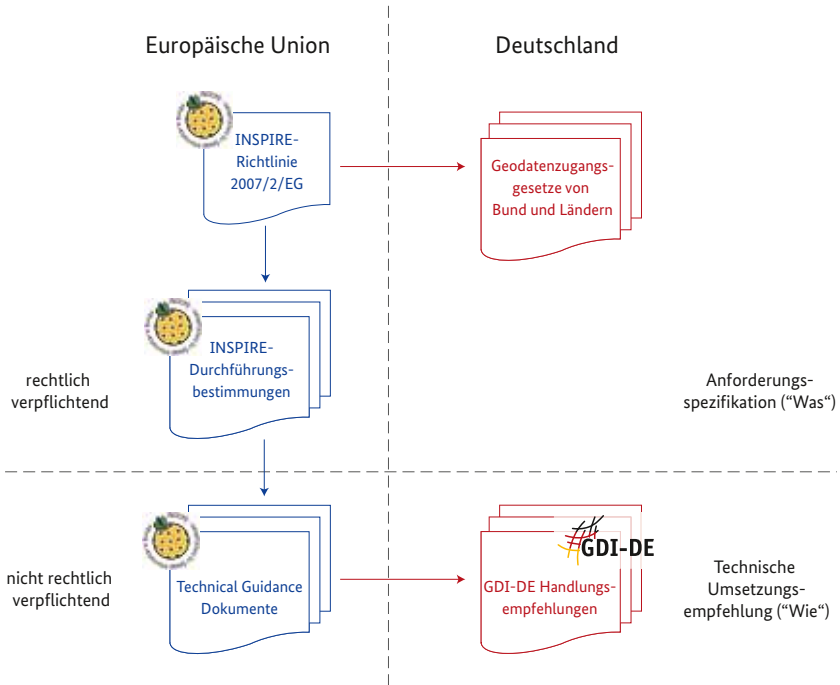 Europäische Union
Deutschland
INSPIRE-
Richtlinie
2007/2/EG
Geodatenzugangs-
gesetze von
Bund und Ländern
INSPIRE-
Durchführungs-
bestimmungen
rechtlich
verpflichtend
Anforderungs-
spezifikation (“Was“)
Technical Guidance
Dokumente
GDI-DE
GDI-DE Handlungs-
empfehlungen
nicht rechtlich
verpflichtend
Technische
Umsetzungs-
empfehlung (“Wie“)